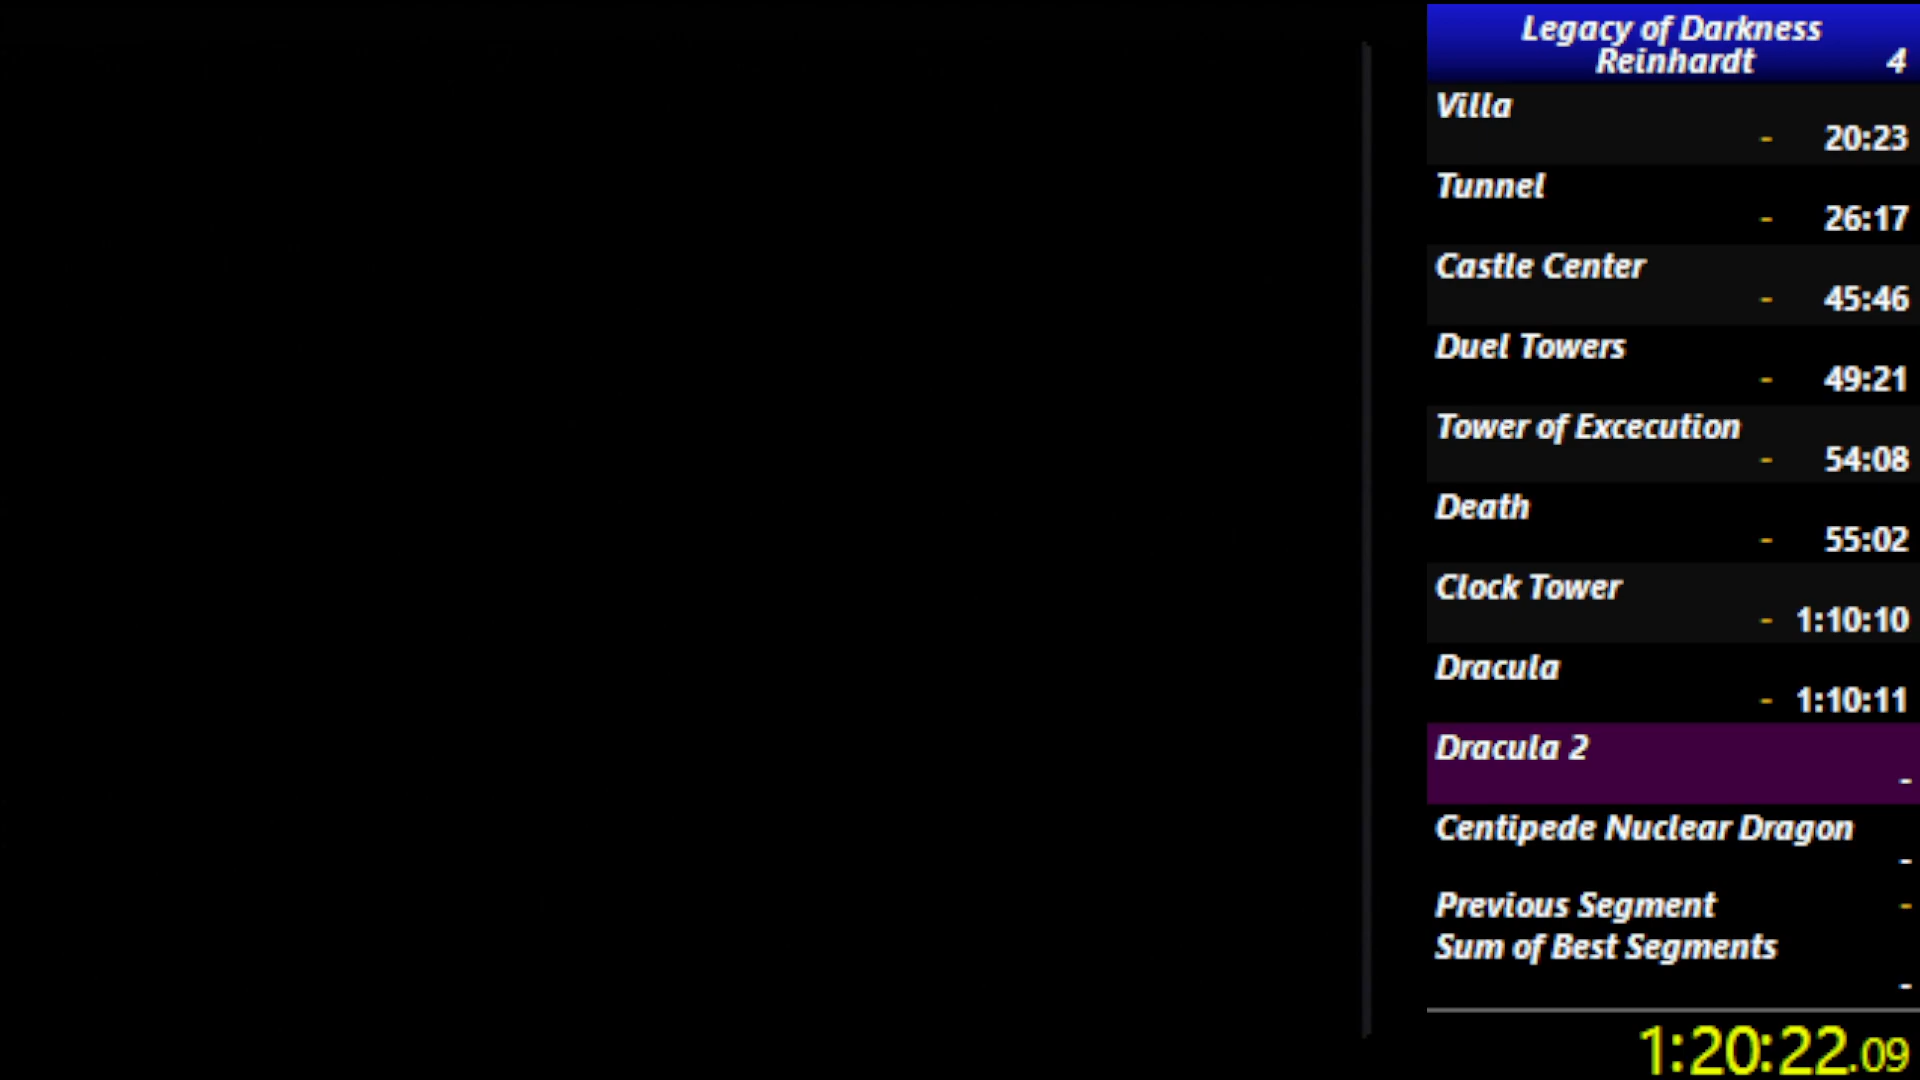 Legacy of Darkness
Reinhardt 4
Villa
- 20:23
Tunnel
- 26:17
Castle Center
- 45:46
Duel Towers
- 49:21
Tower of Excecution
- 54:08
Death
- 55:02
Clock Tower
- 1:10:10
Dracula
- 1:10:11
Dracula 2
-
Centipede Nuclear Dragon
-
Previous Segment -
Sum of Best Segments
-
1:20:22.09